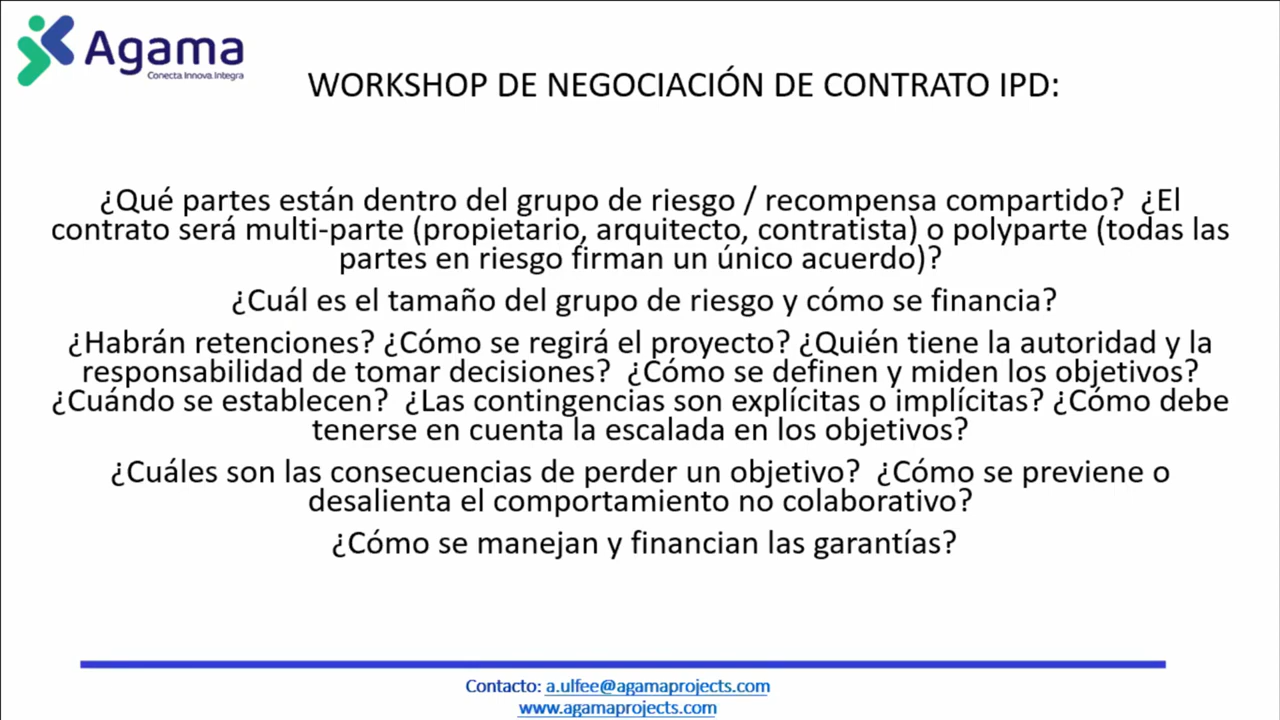 Agama
Conecta.Innova.Integra
WORKSHOP DE NEGOCIACIÓN DE CONTRATO IPD:
¿Qué partes están dentro del grupo de riesgo / recompensa compartido? ¿El
contrato será multi-parte (propietario, arquitecto, contratista) o polyparte (todas las
partes en riesgo firman un único acuerdo)?
¿Cuál es el tamaño del grupo de riesgo y cómo se financia?
¿Habrán retenciones? ¿Cómo se regirá el proyecto? ¿Quién tiene la autoridad y la
responsabilidad de tomar decisiones? ¿Cómo se definen y miden los objetivos?
¿Cuándo se establecen? ¿Las contingencias son explícitas o implícitas? ¿Cómo debe
tenerse en cuenta la escalada en los objetivos?
¿Cuáles son las consecuencias de perder un objetivo? ¿Cómo se previene o
desalienta el comportamiento no colaborativo?
¿Cómo se manejan y financian las garantías?
Contacto: a.ulfee@agamaprojects.com
www.agamaprojects.com